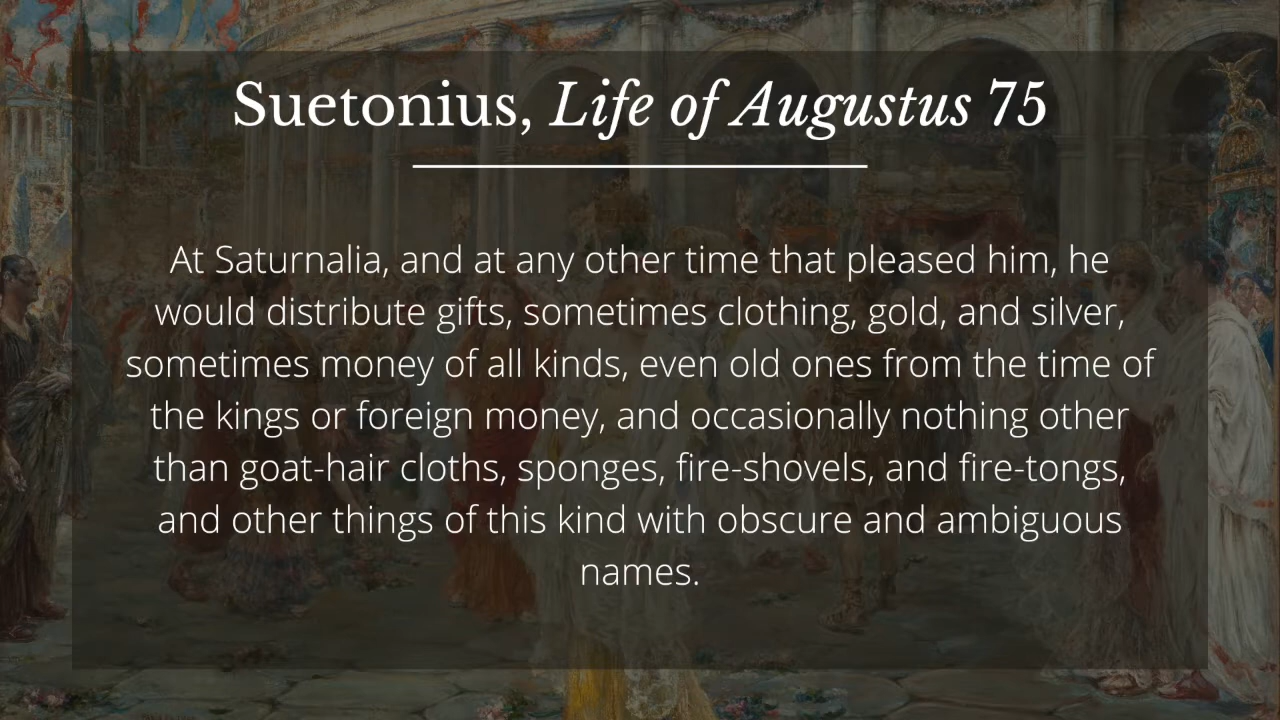 Suetonius, Life of Augustus 75
At Saturnalia, and at any other time that pleased him, he
would distribute gifts, sometimes clothing, gold, and silver,
sometimes money of all kinds, even old ones from the time of
the kings or foreign money, and occasionally nothing other
than goat-hair cloths, sponges, fire-shovels, and fire-tongs,
and other things of this kind with obscure and ambiguous
names.